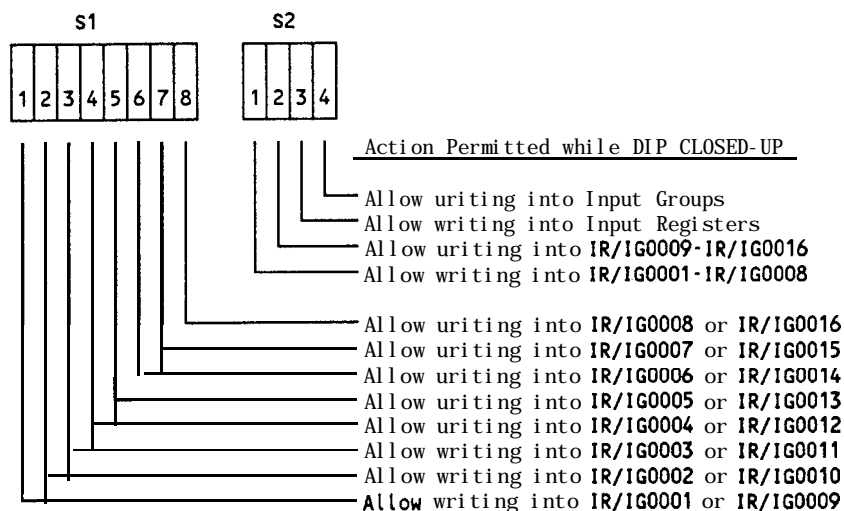 S1 S2
1 2 3 4 5 6 7 8 1 2 3 4
Action Permitted while DIP CLOSED-UP
Allow uriting into Input Groups
Allow writing into Input Registers
Allow uriting into IR/IG0009-IR/IG0016
Allow writing into IR/IG0001-IR/IG0008
Allow uriting into IR/IG0008 or IR/IG0016
Allow uriting into IR/IG0007 or IR/IG0015
Allow uriting into IR/IG0006 or IR/IG0014
Allow uriting into IR/IG0005 or IR/IG0013
Allow uriting into IR/IG0004 or IR/IG0012
Allow writing into IR/IG0003 or IR/IG0011
Allow writing into IR/IG0002 or IR/IG0010
Allow writing into IR/IG0001 or IR/IG0009